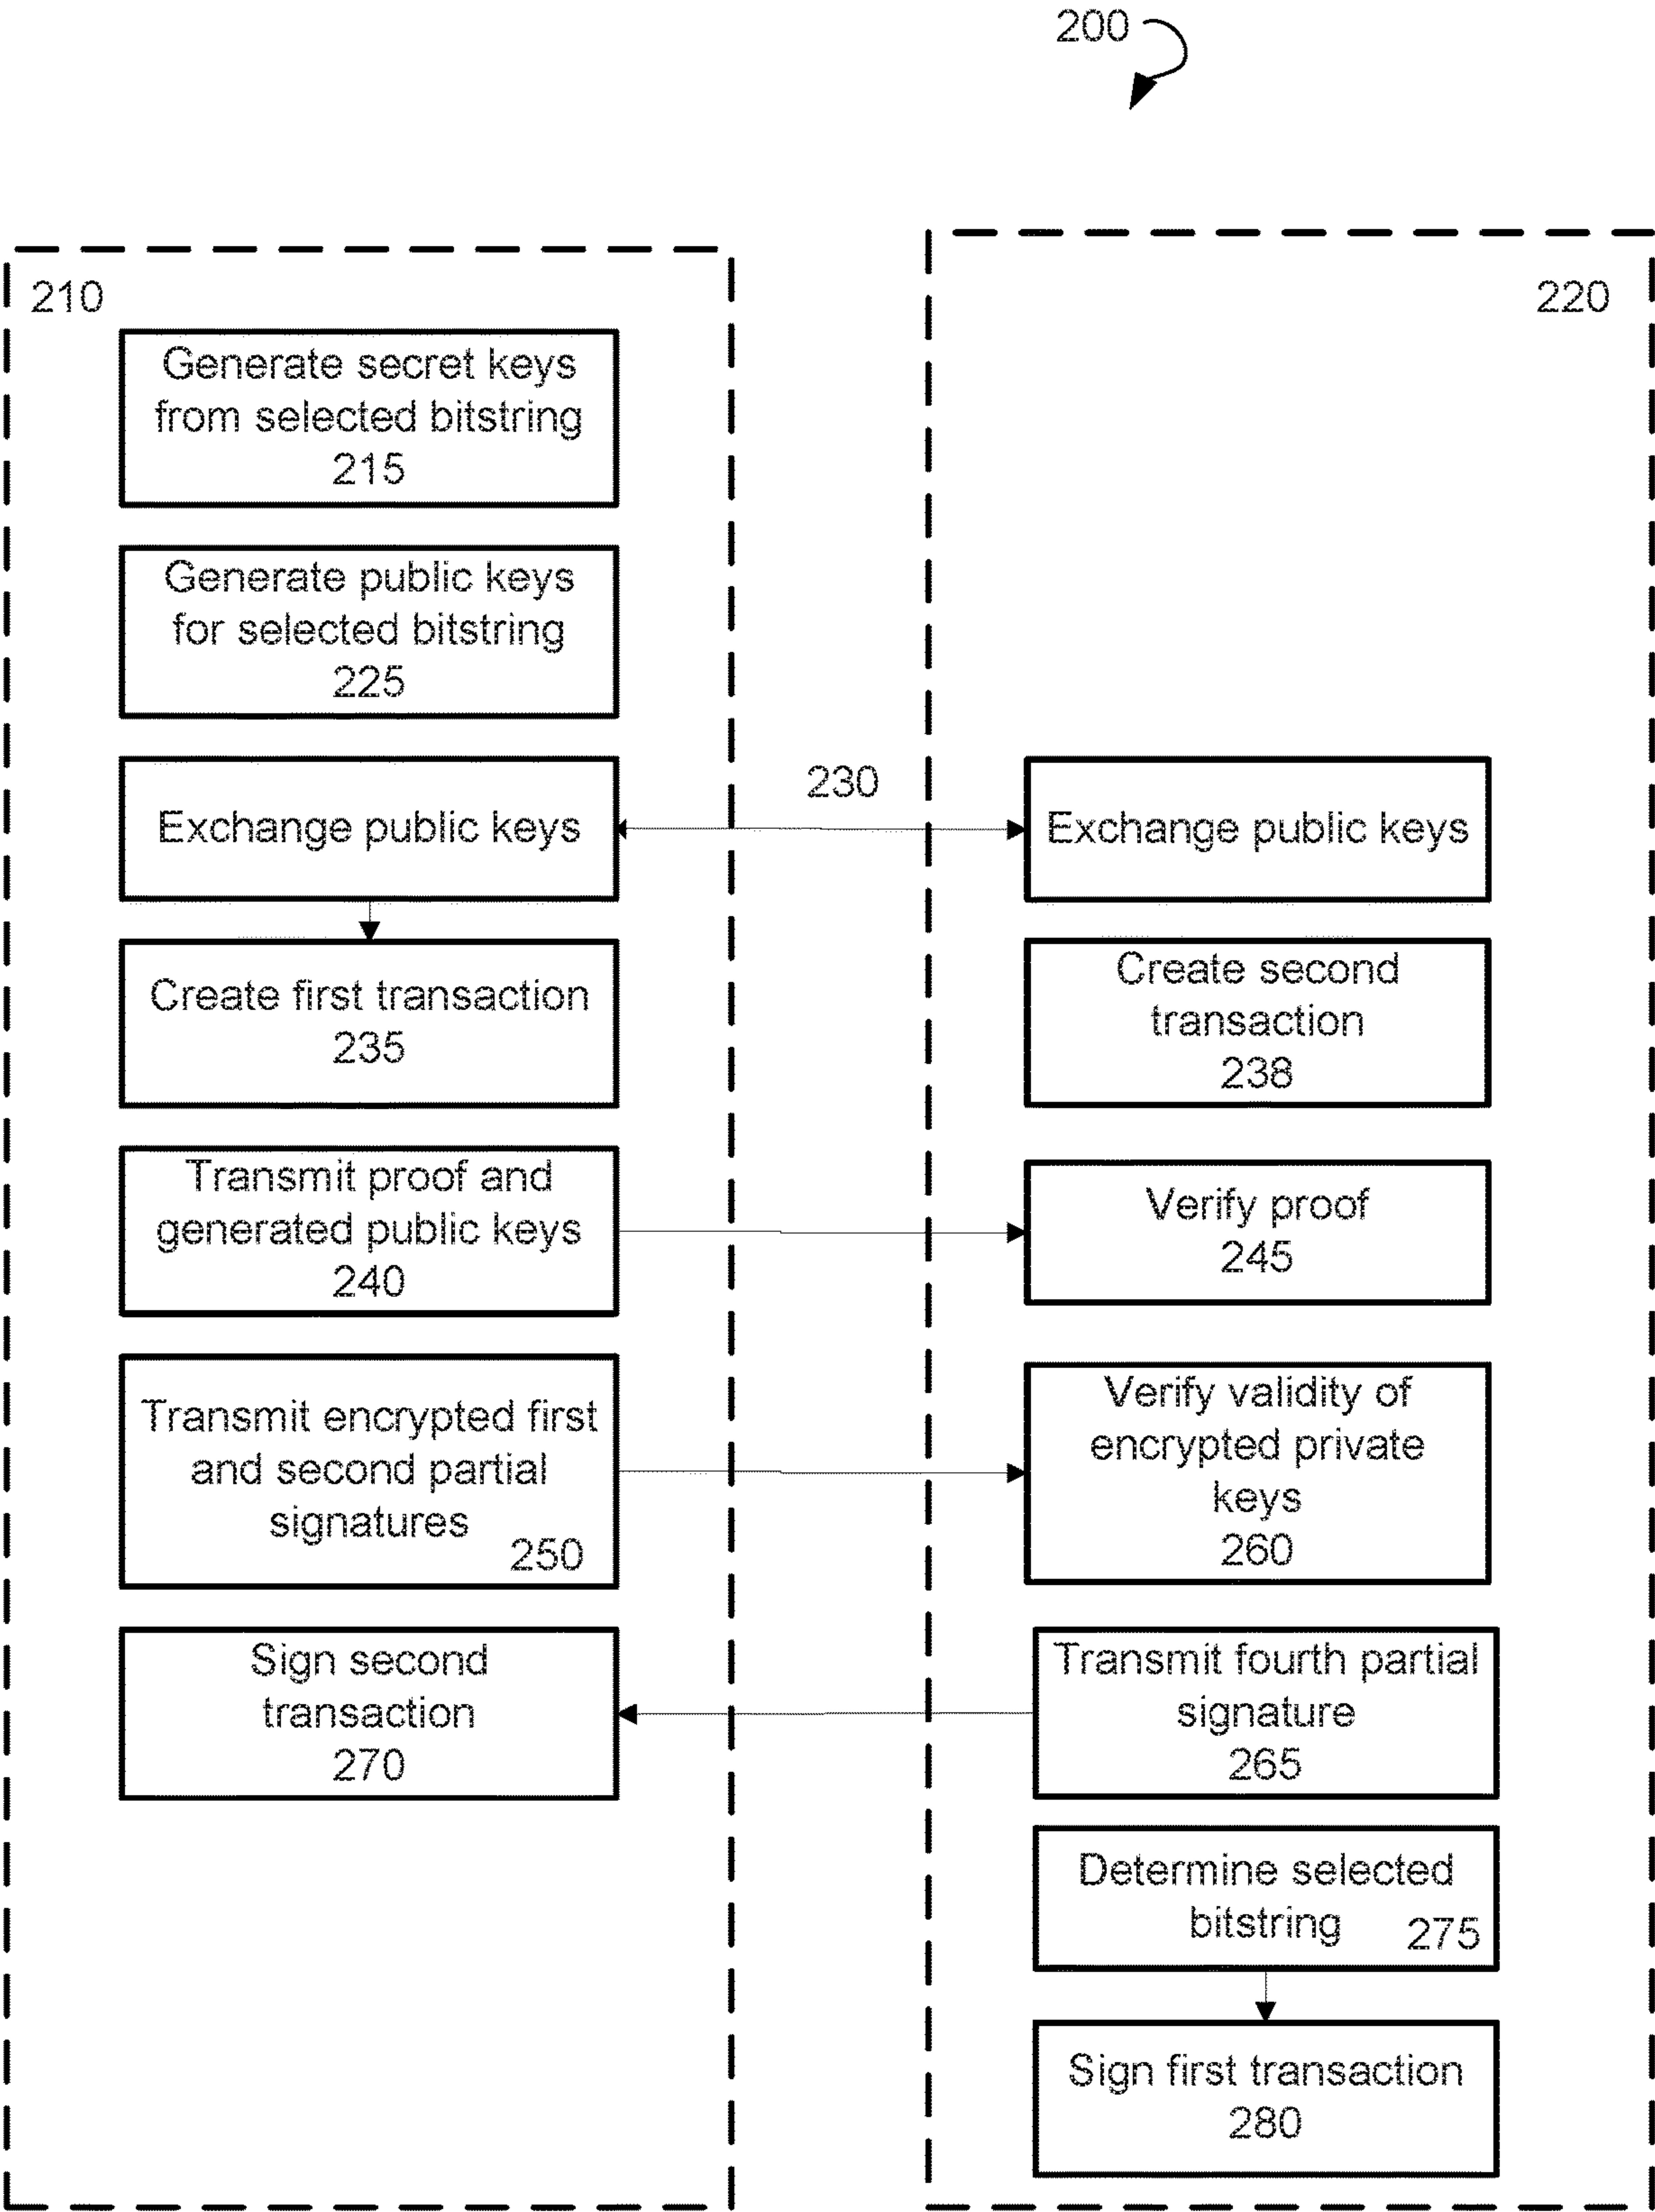 200
210
220
Generate secret keys
from selected bitstring
215
Generate public keys
for selected bitstring
225
Exchange public keys
230
Exchange public keys
Create first transaction
235
Create second
transaction
238
Transmit proof and
generated public keys
240
Verify proof
245
Transmit encrypted first
and second partial
signatures
250
Verify validity of
encrypted private
keys
260
Sign second
transaction
270
Transmit fourth partial
signature
265
Determine selected
bitstring
275
Sign first transaction
280